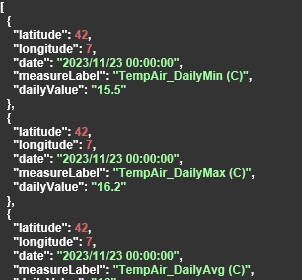 [
{
"latitude": 42,
"longitude": 7,
"date": "2023/11/23 00:00:00",
"measureLabel": "TempAir_DailyMin (C)",
"dailyValue": "15.5"
},
{
"latitude": 42,
"longitude": 7,
"date": "2023/11/23 00:00:00",
"measureLabel": "TempAir_DailyMax (C)",
"dailyValue": "16.2"
},
{
"latitude": 42,
"longitude": 7,
"date": "2023/11/23 00:00:00",
"measureLabel": "TempAir_DailyAvg (C)",